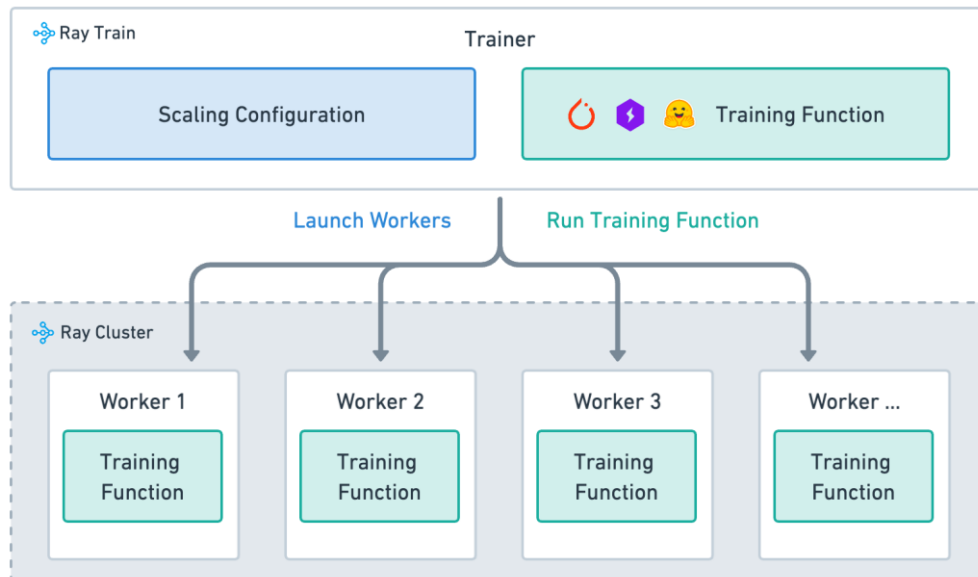 Ray Train
Trainer
Scaling Configuration
Training Function
Launch Workers
Run Training Function
Ray Cluster
Worker 1
Training
Function
Worker 2
Training
Function
Worker 3
Training
Function
Worker ...
Training
Function